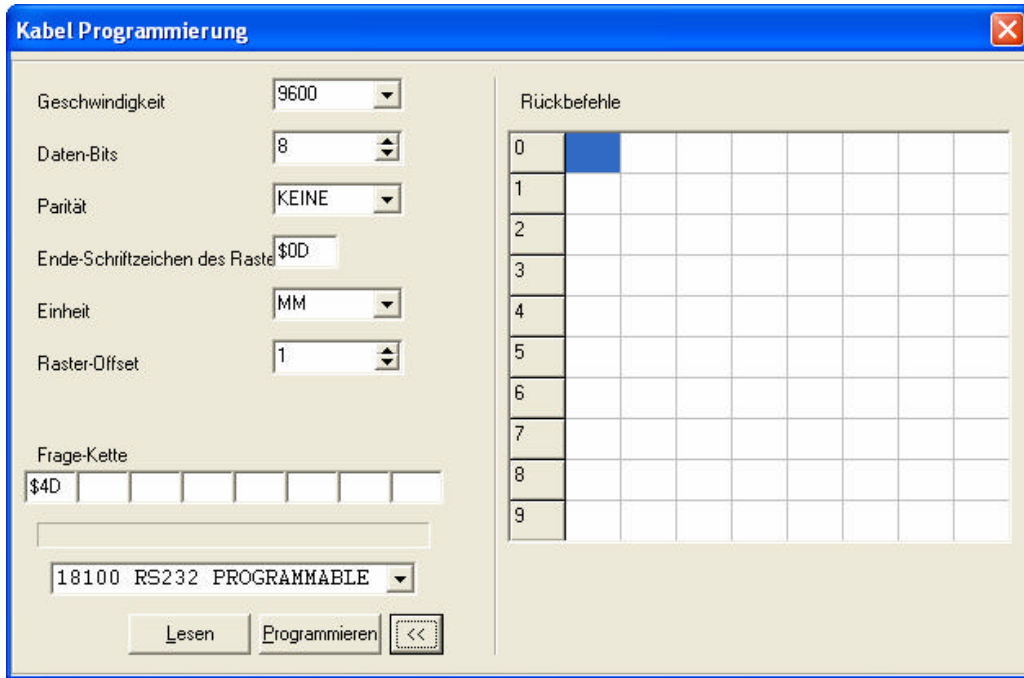 Kabel Programmierung
Geschwindigkeit 9600
Daten-Bits 8
Parität KEINE
Ende-Schriftzeichen des Raste $0D
Einheit MM
Raster-Offset 1
Frage-Kette
$4D
18100 RS232 PROGRAMMABLE
Lesen Programmieren <<
Rückbefehle
0
1
2
3
4
5
6
7
8
9